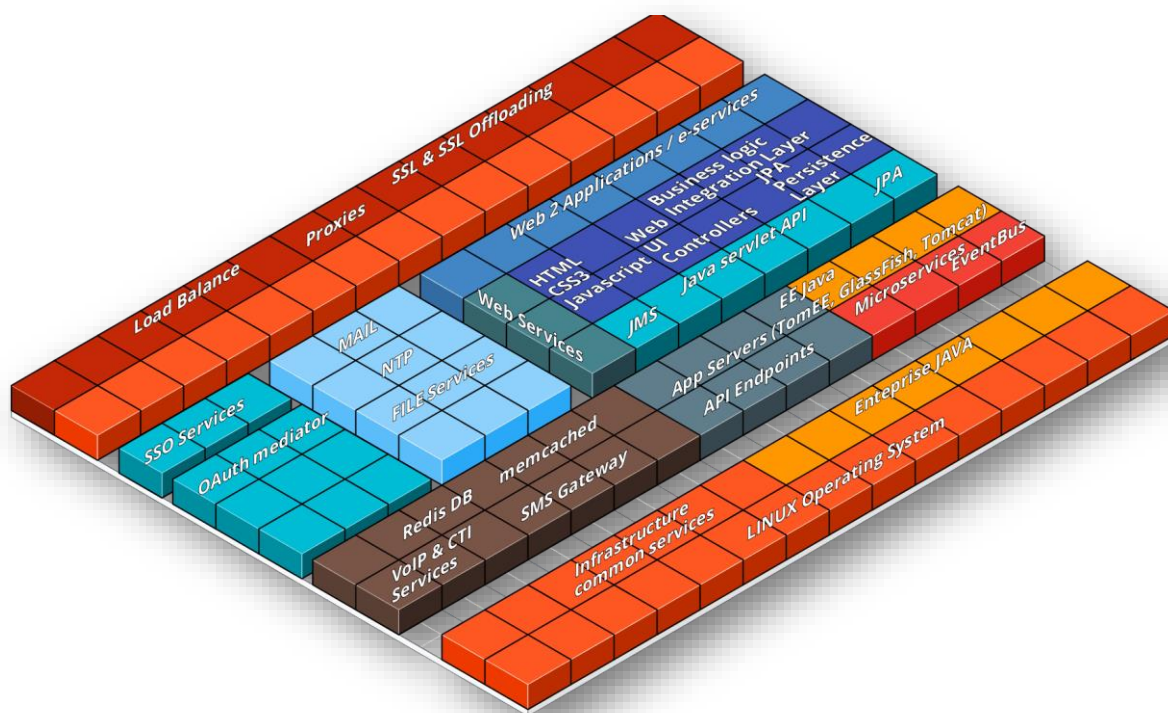 SSL & SSL Offloading
Proxies
Load Balance
Web 2 Applications / e-services
Business logic
Web Integration Layer
JPA
Persistence
Layer
HTML
CSS3
Javascript UI
Controllers
Java servlet API
JPA
JMS
Web Services
MAIL
NTP
FILE Services
SSO Services
OAuth mediator
EE Java
App Servers (TomEE, GlassFish, Tomcat)
Microservices
EventBus
API Endpoints
memcached
Redis DB
SMS Gateway
VoIP & CTI
Services
Enteprise JAVA
LINUX Operating System
Infrastructure
common services